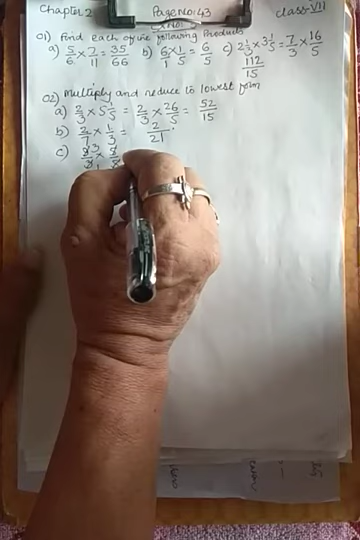 Chapter 2 Page No: 43 class-VII
Q1) Find each of the following Products
a) 5/6 × 7/11 = 35/66 b) 6/1 × 1/5 = 6/5 c) 2 1/3 × 3 1/5 = 7/3 × 16/5
112/15
Q2) Multiply and reduce to lowest form
a) 2/3 × 5 1/5 = 2/3 × 26/5 = 52/15
b) 2/7 × 1/3 = 2/21.
c)